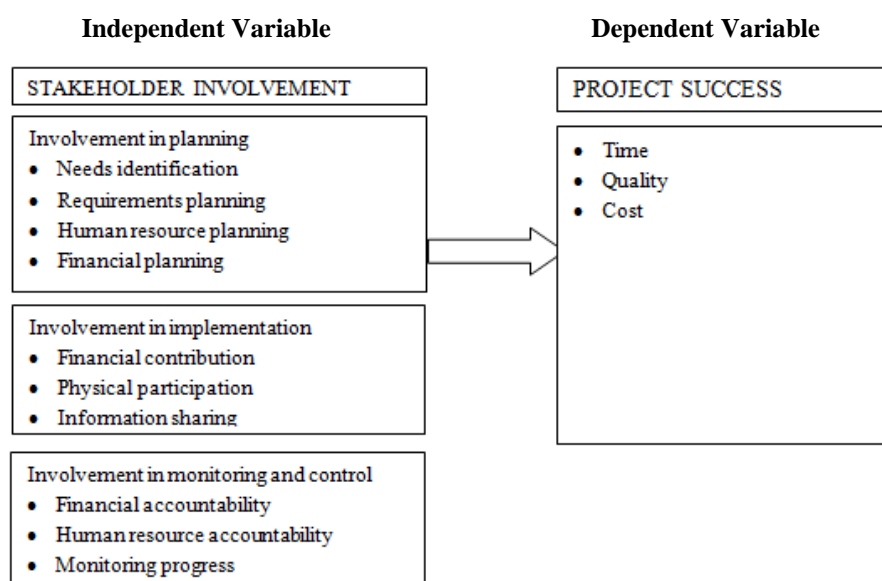 Independent Variable
Dependent Variable
STAKEHOLDER INVOLVEMENT
PROJECT SUCCESS
Involvement in planning
• Needs identification
• Requirements planning
• Human resource planning
• Financial planning
• Time
• Quality
• Cost
Involvement in implementation
• Financial contribution
• Physical participation
• Information sharing
Involvement in monitoring and control
• Financial accountability
• Human resource accountability
• Monitoring progress